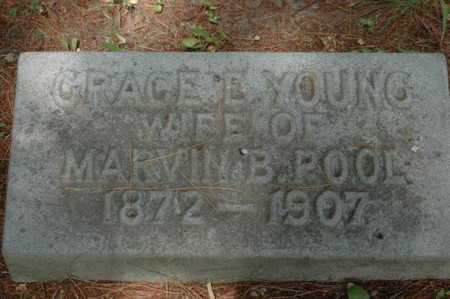 GRACE E. YOUNG
WIFE OF
MARVIN B. POOL
1872 — 1907